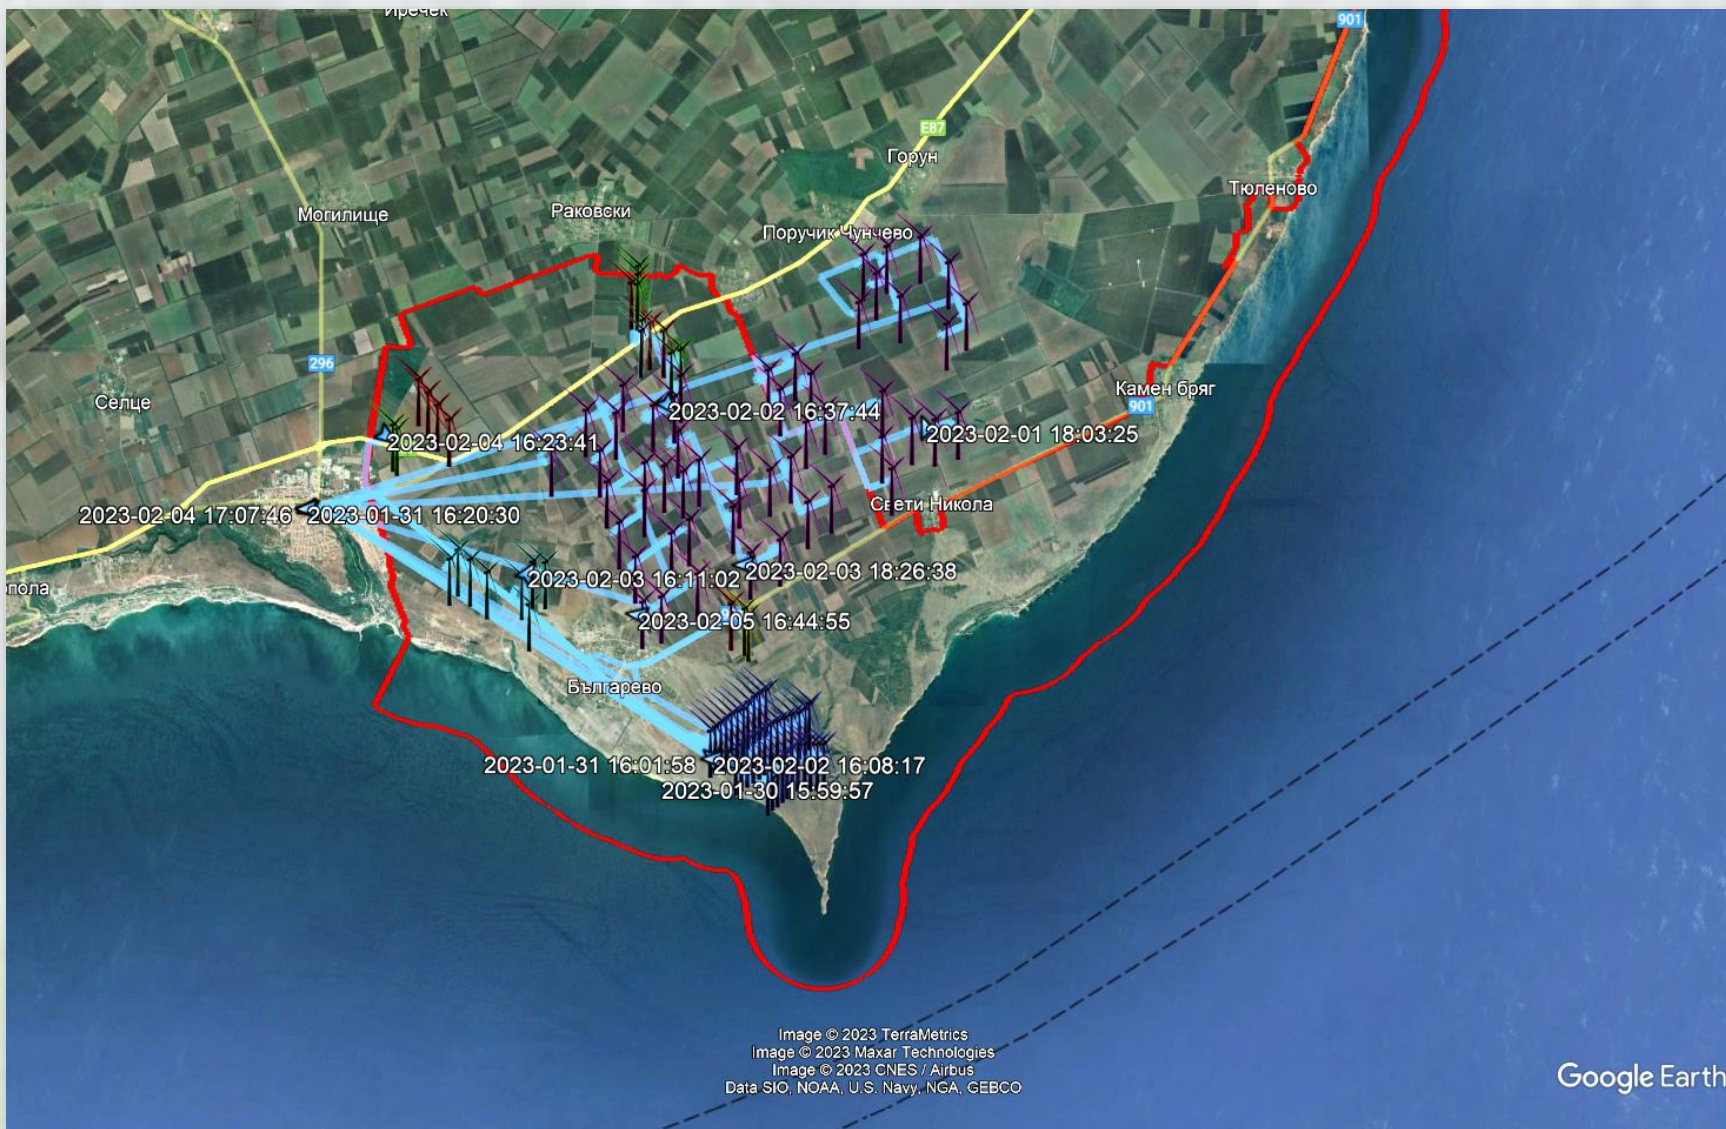 Иречек
901
E87
Горун
Тюленово
Могилище
Раковски
Поручик Чунчево
296
Камен бряг
Селце
901
2023-02-02 16:37:44
2023-02-01 18:03:25
2023-02-04 16:23:41
Свети Никола
2023-02-04 17:07:46
2023-01-31 16:20:30
2023-02-03 16:11:02
2023-02-03 18:26:38
пола
2023-02-05 16:44:55
Българево
2023-01-31 16:01:58
2023-02-02 16:08:17
2023-01-30 15:59:57
Image © 2023 TerraMetrics
Image © 2023 Maxar Technologies
Image © 2023 CNES / Airbus
Data SIO, NOAA, U.S. Navy, NGA, GEBCO
Google Earth